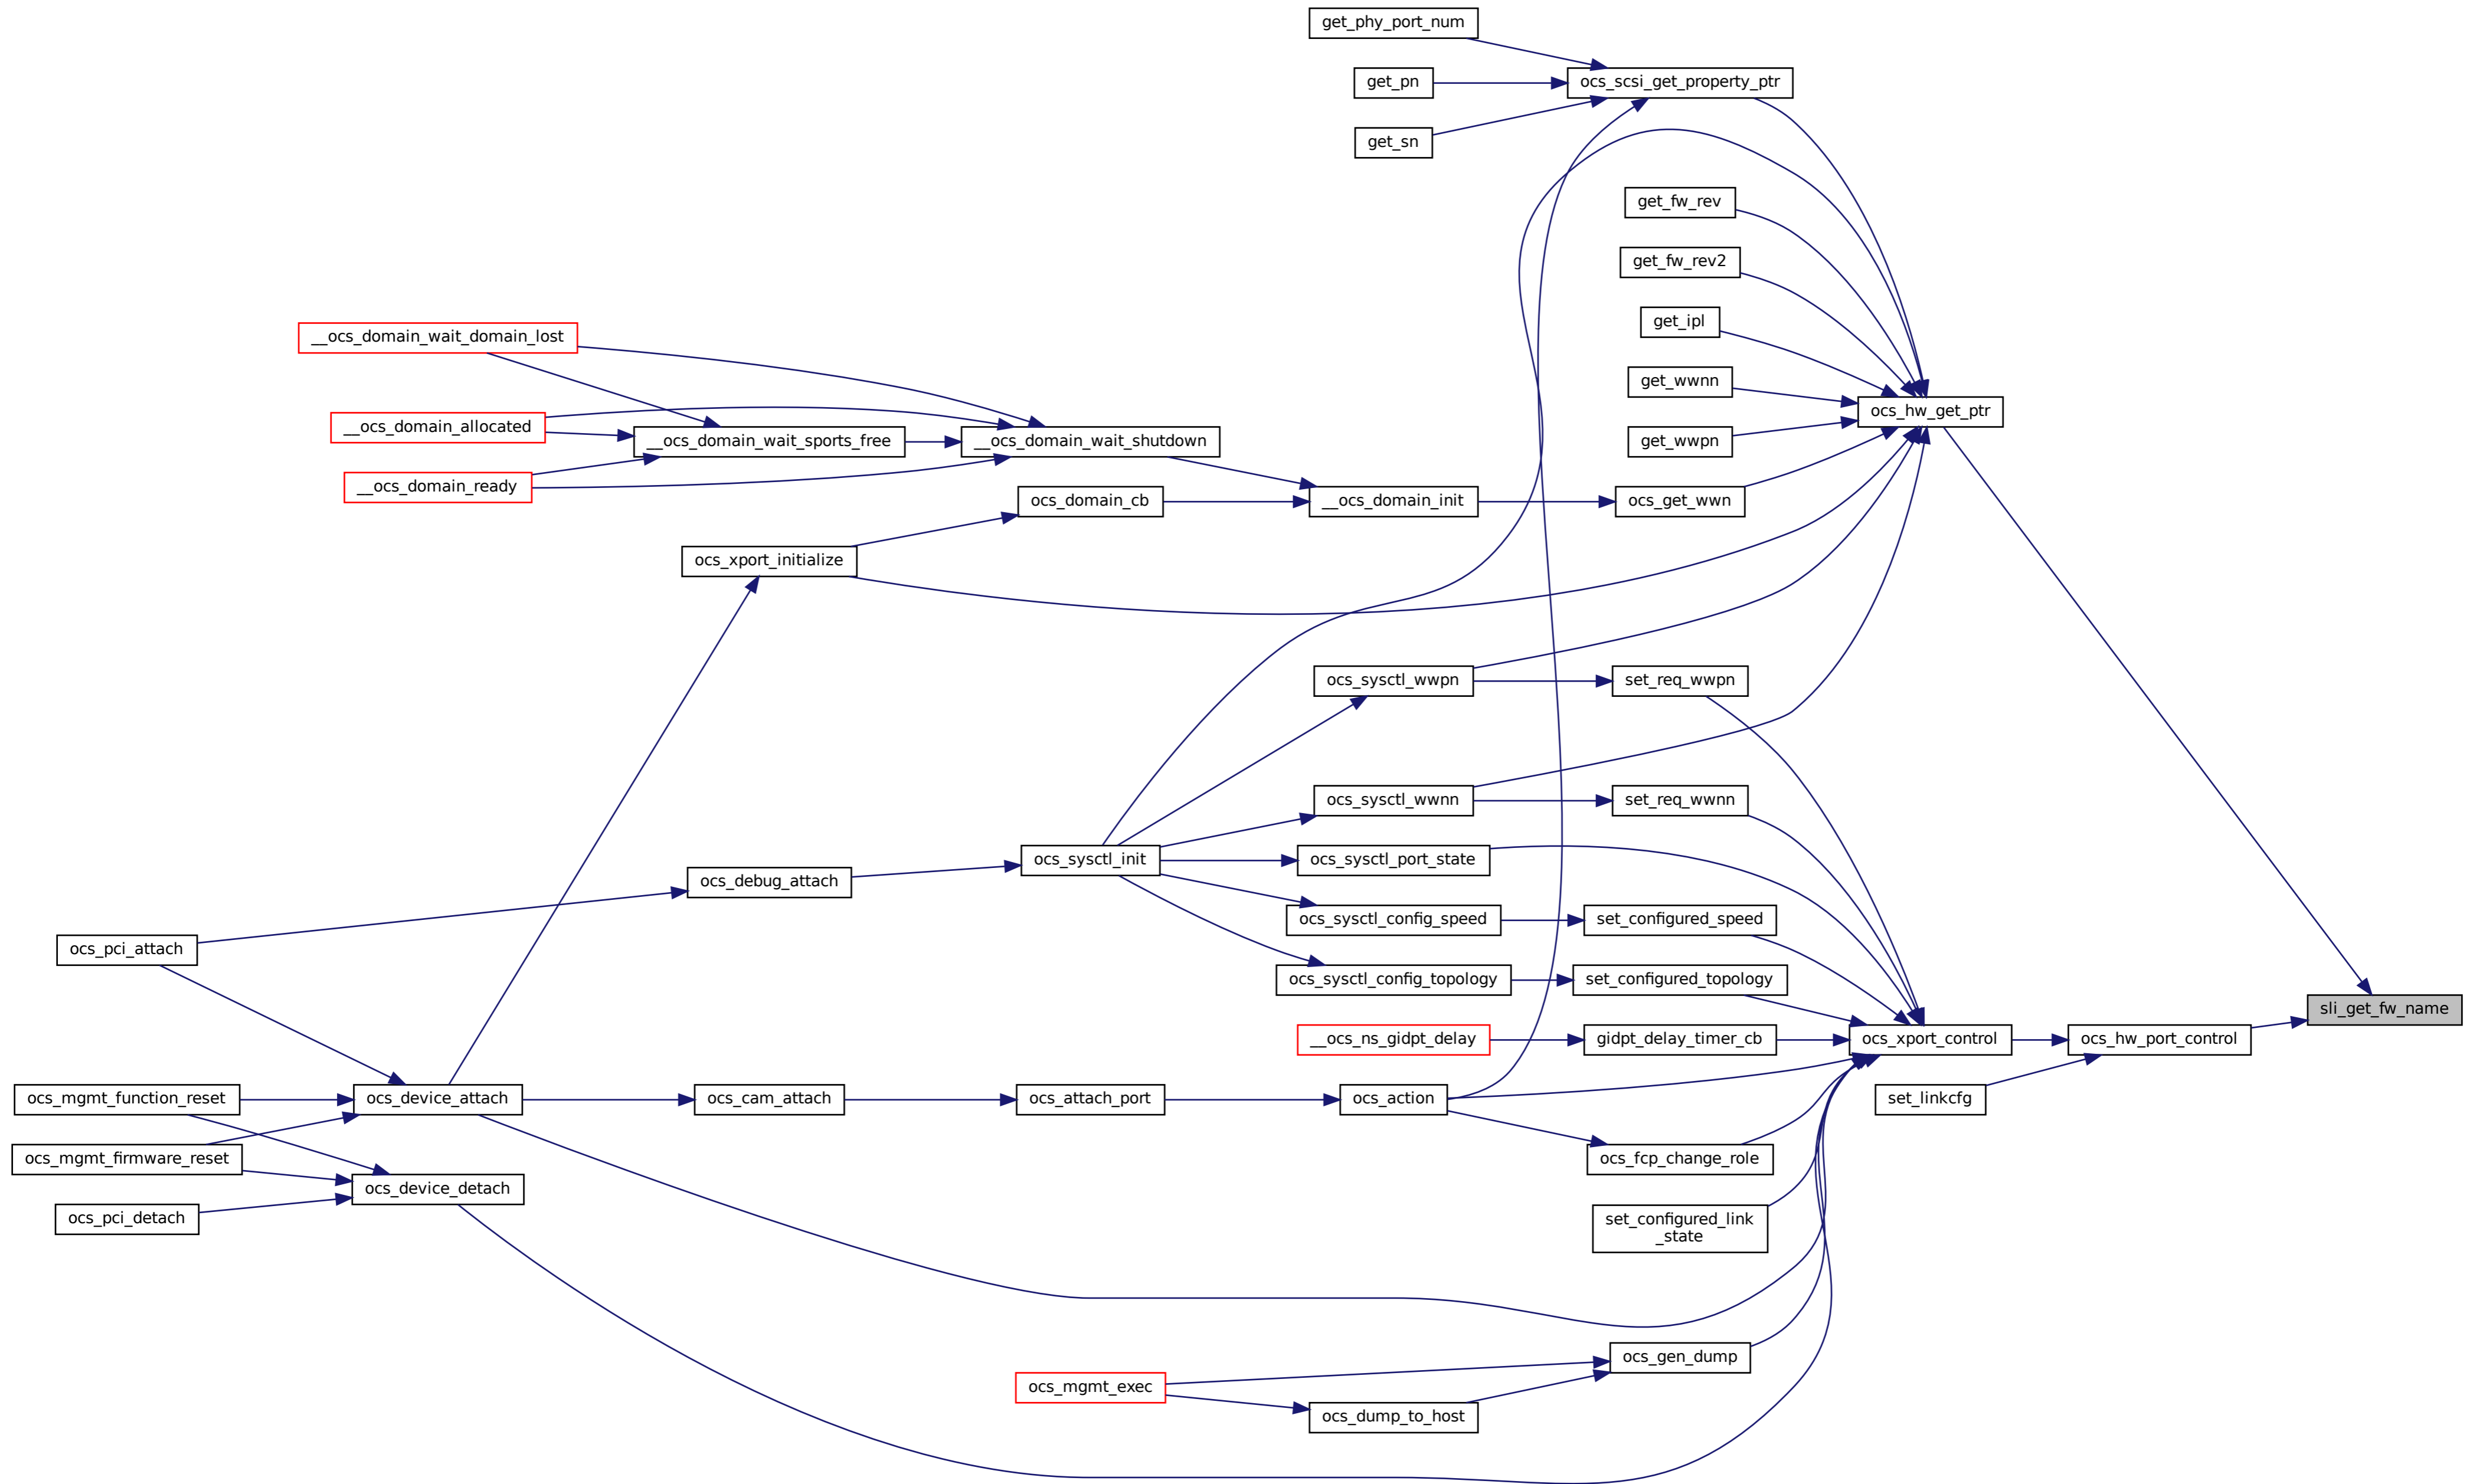 get_phy_port_num
ocs_scsi_get_property_ptr
get_pn
get_sn
get_fw_rev
get_fw_rev2
get_ipl
__ocs_domain_wait_domain_lost
get_wwnn
ocs_hw_get_ptr
__ocs_domain_allocated
__ocs_domain_wait_sports_free
__ocs_domain_wait_shutdown
get_wwpn
__ocs_domain_ready
ocs_domain_cb
__ocs_domain_init
ocs_get_wwn
ocs_xport_initialize
ocs_sysctl_wwpn
set_req_wwpn
ocs_sysctl_wwnn
set_req_wwnn
ocs_sysctl_init
ocs_sysctl_port_state
ocs_debug_attach
ocs_sysctl_config_speed
set_configured_speed
ocs_pci_attach
ocs_sysctl_config_topology
set_configured_topology
sli_get_fw_name
__ocs_ns_gidpt_delay
gidpt_delay_timer_cb
ocs_xport_control
ocs_hw_port_control
ocs_mgmt_function_reset
ocs_device_attach
ocs_cam_attach
ocs_attach_port
ocs_action
set_linkcfg
ocs_mgmt_firmware_reset
ocs_fcp_change_role
ocs_device_detach
ocs_pci_detach
set_configured_link
_state
ocs_gen_dump
ocs_mgmt_exec
ocs_dump_to_host